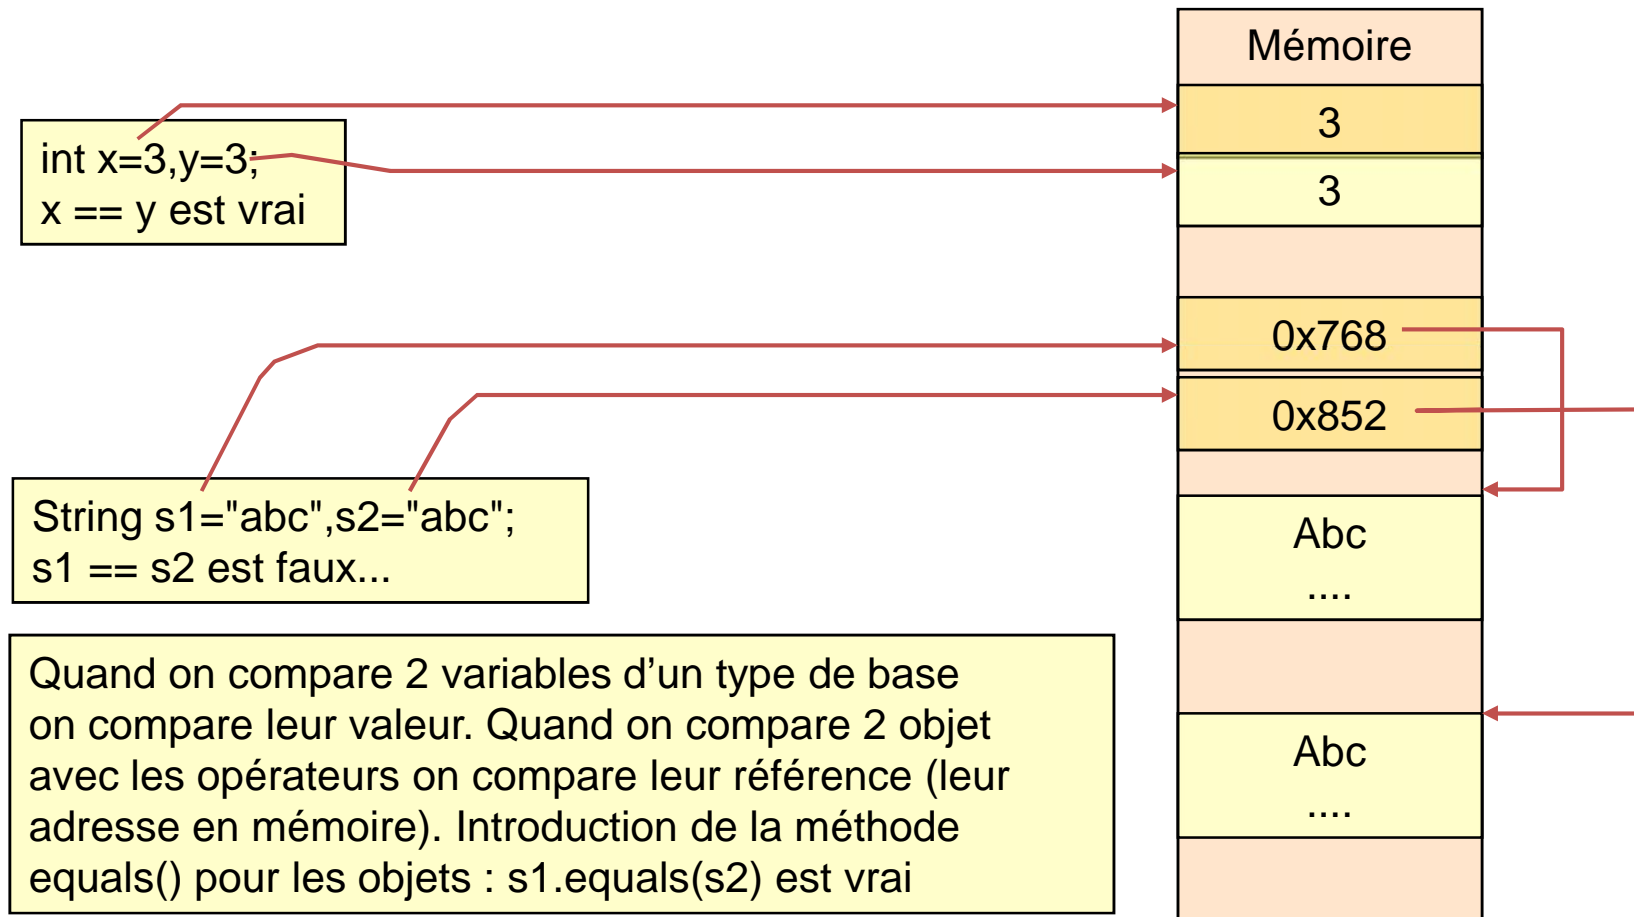 Mémoire
3
int x=3,y=3;
x == y est vrai
3
0x768
0x852
String s1="abc",s2="abc";
s1 == s2 est faux...
Abc
....
Quand on compare 2 variables d’un type de base
on compare leur valeur. Quand on compare 2 objet
avec les opérateurs on compare leur référence (leur
adresse en mémoire). Introduction de la méthode
equals() pour les objets : s1.equals(s2) est vrai
Abc
....